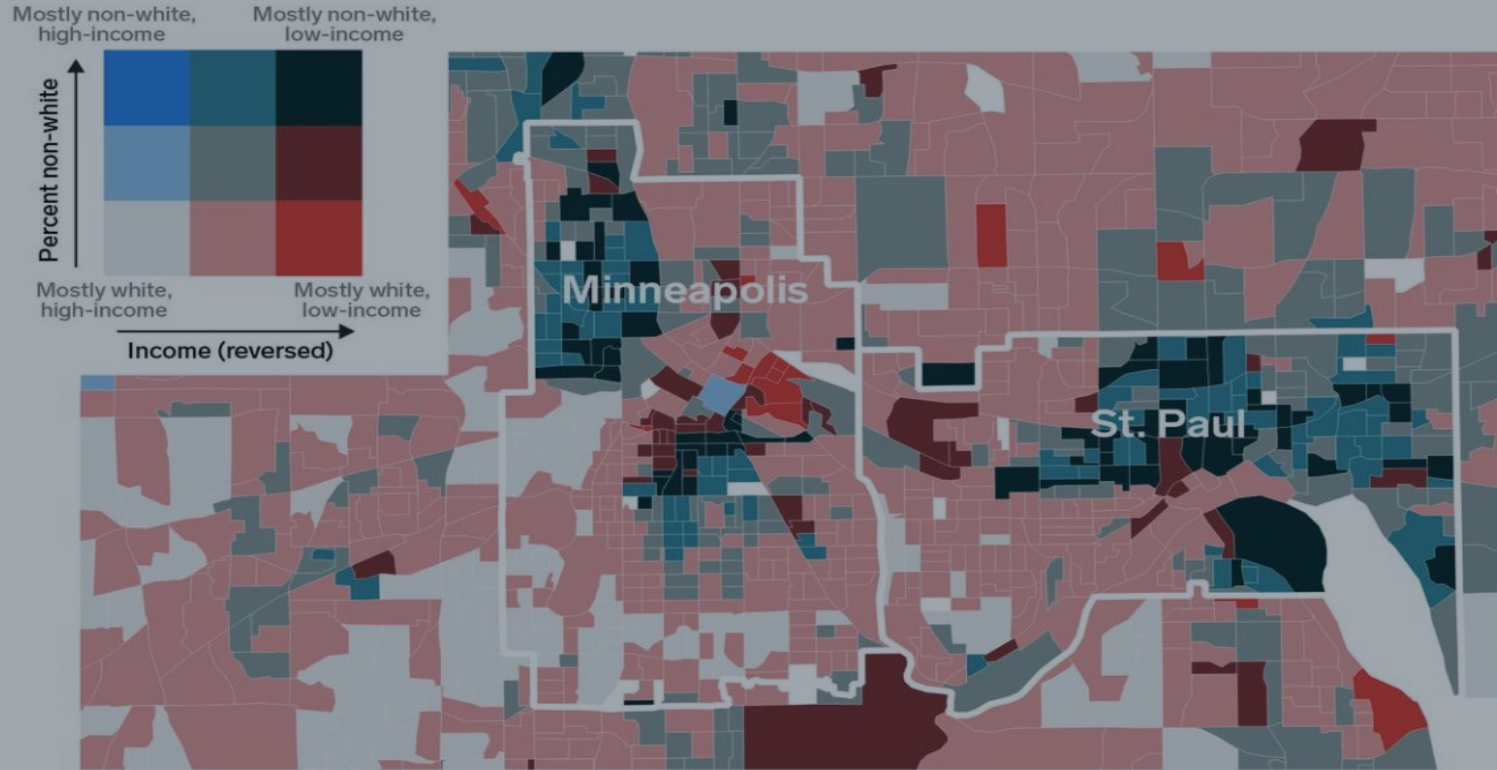 Mostly non-white,
high-income
Mostly non-white,
low-income
Percent non-white
Mostly white,
high-income
Mostly white,
low-income
Income (reversed)
Minneapolis
St. Paul